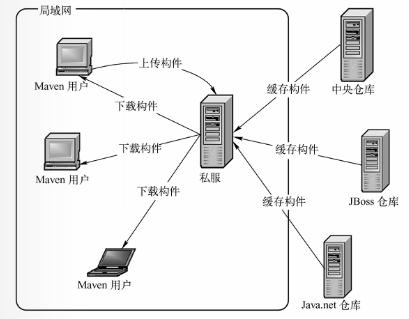 局域网
上传构件
Maven 用户
缓存构件
中央仓库
下载构件
Maven 用户
下载构件
私服
缓存构件
JBoss 仓库
下载构件
缓存构件
Maven 用户
Java.net 仓库